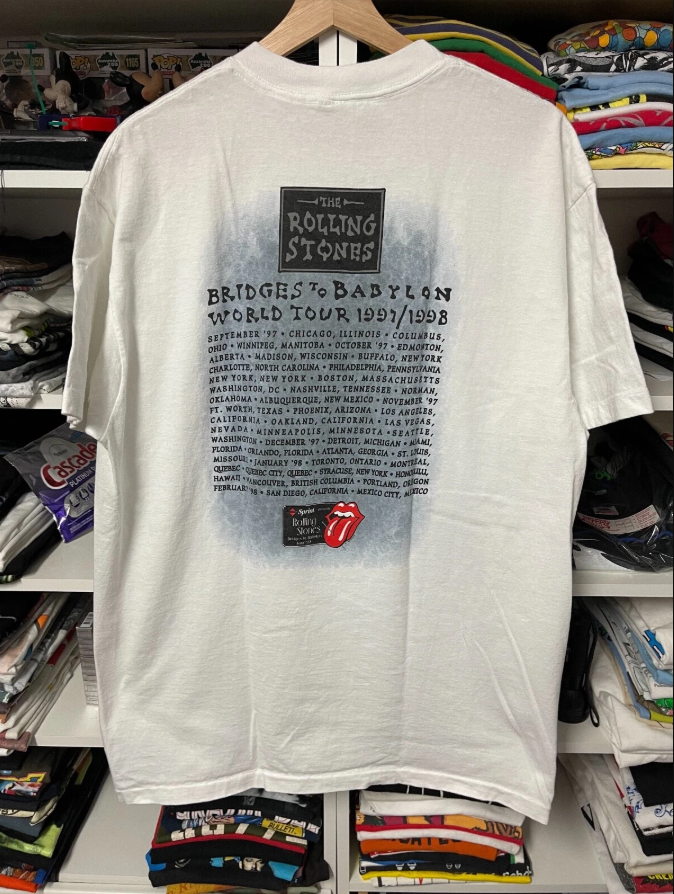 THE
ROLLING
STONES
BRIDGES TO BABYLON
WORLD TOUR 1997/1998
SEPTEMBER '97 • CHICAGO, ILLINOIS • COLUMBUS,
OHIO • WINNIPEG, MANITOBA • OCTOBER '97 • EDMONTON,
ALBERTA • MADISON, WISCONSIN • BUFFALO, NEW YORK
CHARLOTTE, NORTH CAROLINA • PHILADELPHIA, PENNSYLVANIA
NEW YORK, NEW YORK • BOSTON, MASSACHUSETTS
WASHINGTON, DC • NASHVILLE, TENNESSEE • NORMAN,
OKLAHOMA • ALBUQUERQUE, NEW MEXICO • NOVEMBER '97
FT. WORTH, TEXAS • PHOENIX, ARIZONA • LOS ANGELES,
CALIFORNIA • OAKLAND, CALIFORNIA • LAS VEGAS,
NEVADA • MINNEAPOLIS, MINNESOTA • SEATTLE,
WASHINGTON • DECEMBER '97 • DETROIT, MICHIGAN • MIAMI,
FLORIDA • ORLANDO, FLORIDA • ATLANTA, GEORGIA • ST. LOUIS,
MISSOURI • JANUARY '98 • TORONTO, ONTARIO • MONTREAL,
QUEBEC • QUEBEC CITY, QUEBEC • SYRACUSE, NEW YORK • HONOLULU,
HAWAII • VANCOUVER, BRITISH COLUMBIA • PORTLAND, OREGON
FEBRUARY '98 • SAN DIEGO, CALIFORNIA • MEXICO CITY, MEXICO
Sprint
Rolling
Stones
Cascade
PLATINUM
850
1105